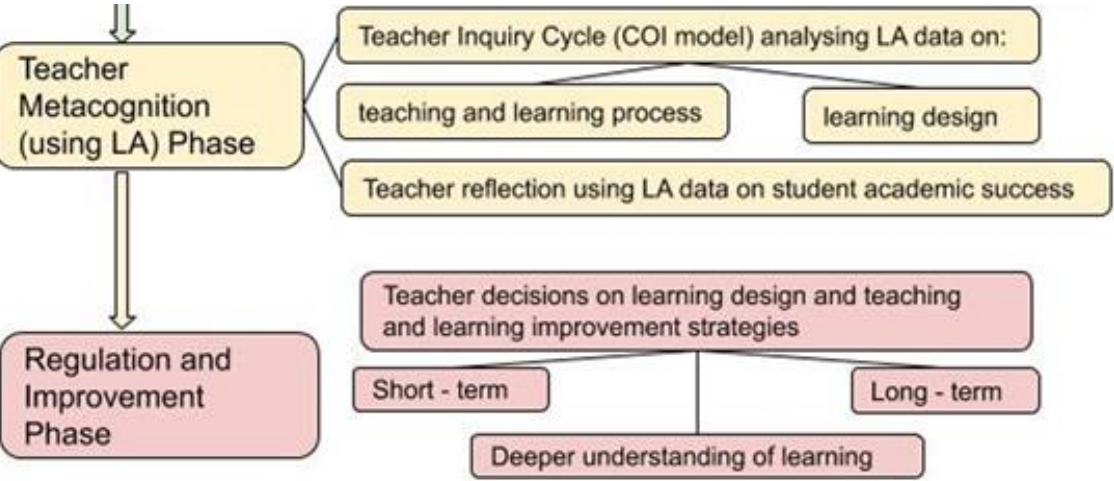 Teacher
Metacognition
(using LA) Phase
Teacher Inquiry Cycle (COI model) analysing LA data on:
teaching and learning process
learning design
Teacher reflection using LA data on student academic success
Regulation and
Improvement
Phase
Teacher decisions on learning design and teaching
and learning improvement strategies
Short - term
Long - term
Deeper understanding of learning